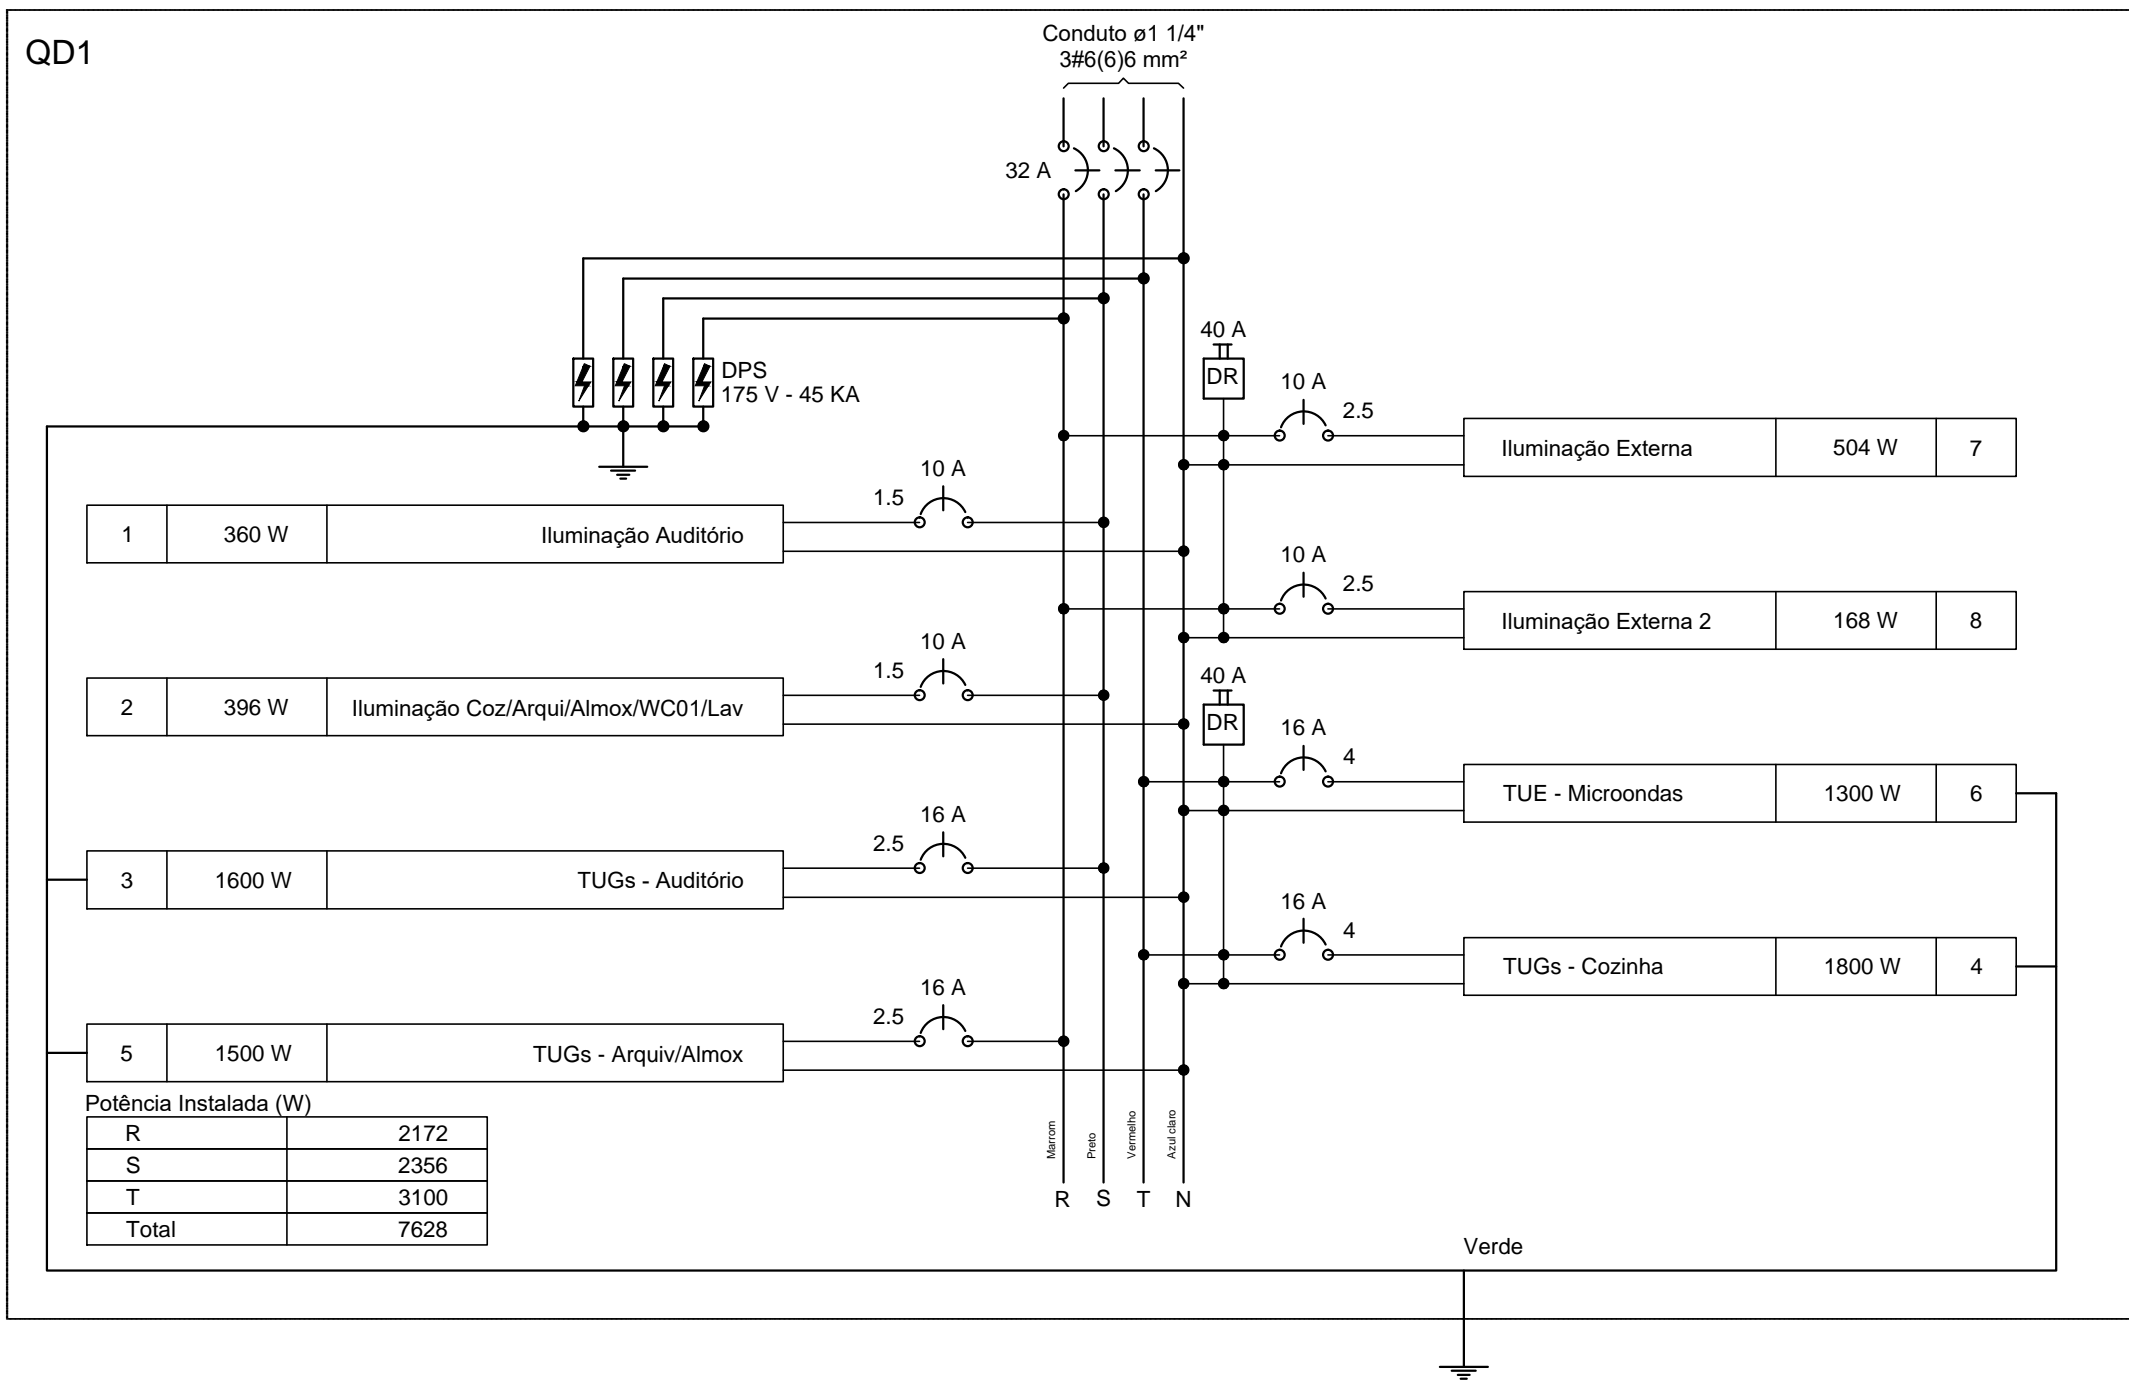 QD1
Conduto ø1 1/4"
3#6(6)6 mm²
32 A
DPS
175 V - 45 KA
40 A
DR
10 A
2.5
Iluminação Externa 504 W 7
10 A
1.5
1 360 W Iluminação Auditório
10 A
2.5
Iluminação Externa 2 168 W 8
10 A
1.5
2 396 W Iluminação Coz/Arqui/Almox/WC01/Lav
40 A
DR
16 A
4
TUE - Microondas 1300 W 6
16 A
2.5
3 1600 W TUGs - Auditório
16 A
4
TUGs - Cozinha 1800 W 4
16 A
2.5
5 1500 W TUGs - Arquiv/Almox
Potência Instalada (W)
R 2172
S 2356
T 3100
Total 7628
Marrom
Preto
Vermelho
Azul claro
R S T N
Verde